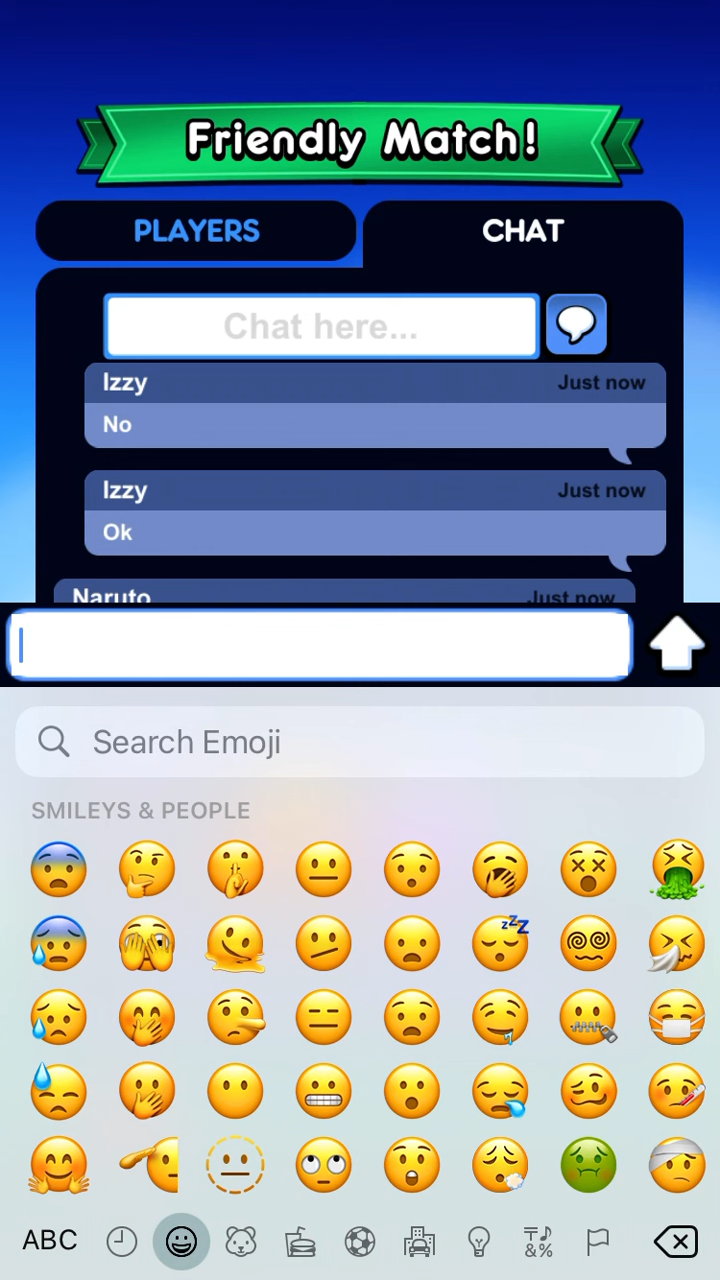 Friendly Match!
PLAYERS
CHAT
Chat here...
Izzy
Just now
No
Izzy
Just now
Ok
Naruto
Just now
Search Emoji
SMILEYS & PEOPLE
ABC
&%